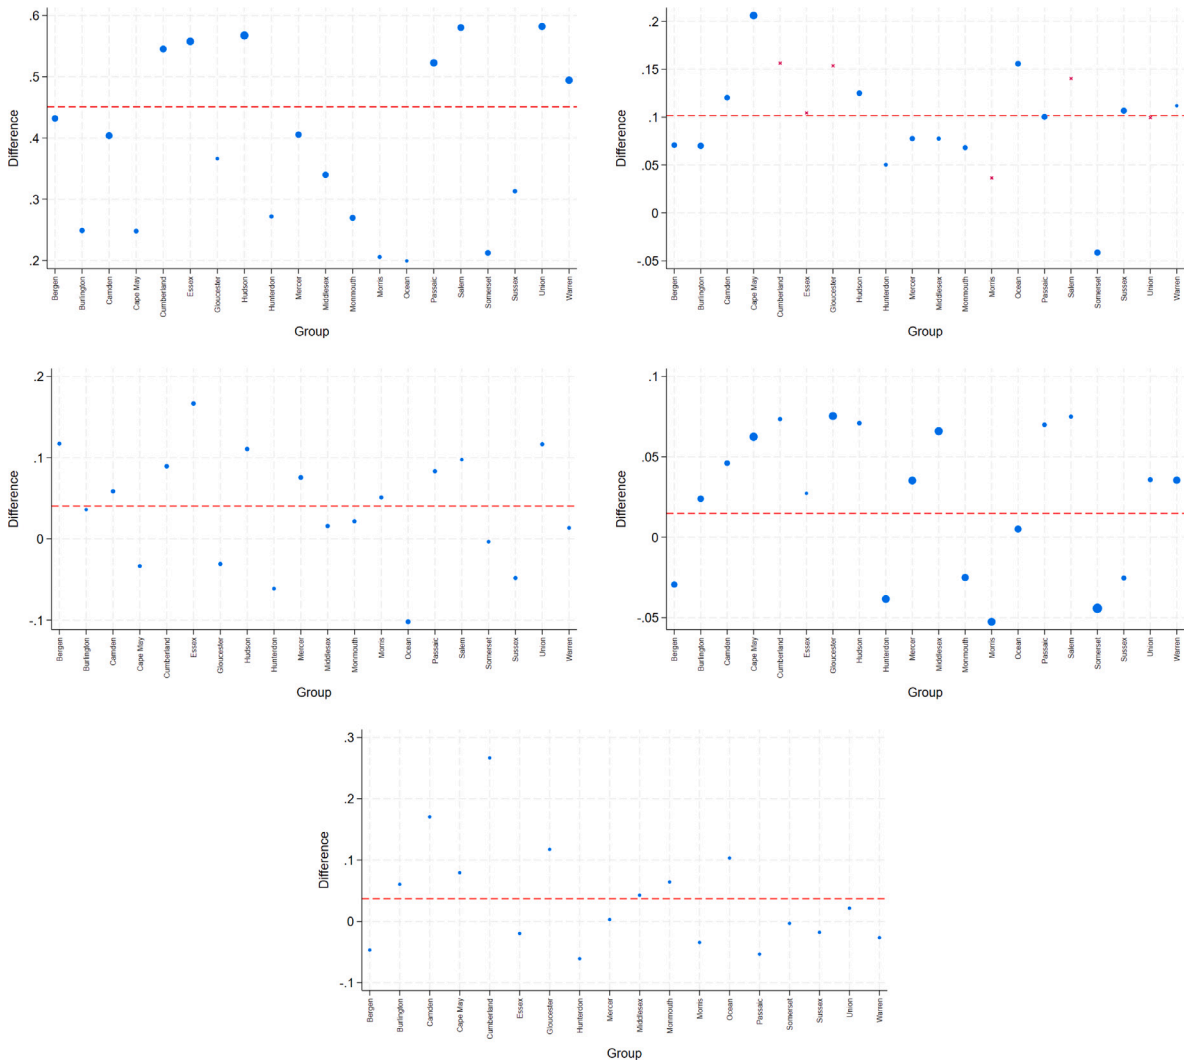 .6
.5
.4
.3
.2
Difference
Bergen
Burlington
Camden
Cape May
Cumberland
Essex
Gloucester
Hudson
Hunterdon
Mercer
Middlesex
Monmouth
Morris
Ocean
Passaic
Salem
Somerset
Sussex
Union
Warren
Group
.2
.15
.1
.05
0
-.05
Difference
Bergen
Burlington
Camden
Cape May
Cumberland
Essex
Gloucester
Hudson
Hunterdon
Mercer
Middlesex
Monmouth
Morris
Ocean
Passaic
Salem
Somerset
Sussex
Union
Warren
Group
.2
.1
0
-.1
Difference
Bergen
Burlington
Camden
Cape May
Cumberland
Essex
Gloucester
Hudson
Hunterdon
Mercer
Middlesex
Monmouth
Morris
Ocean
Passaic
Salem
Somerset
Sussex
Union
Warren
Group
.1
.05
0
-.05
Difference
Bergen
Burlington
Camden
Cape May
Cumberland
Essex
Gloucester
Hudson
Hunterdon
Mercer
Middlesex
Monmouth
Morris
Ocean
Passaic
Salem
Somerset
Sussex
Union
Warren
Group
.3
.2
.1
0
-.1
Difference
Bergen
Burlington
Camden
Cape May
Cumberland
Essex
Gloucester
Hunterdon
Mercer
Middlesex
Monmouth
Morris
Ocean
Passaic
Somerset
Sussex
Union
Warren
Group